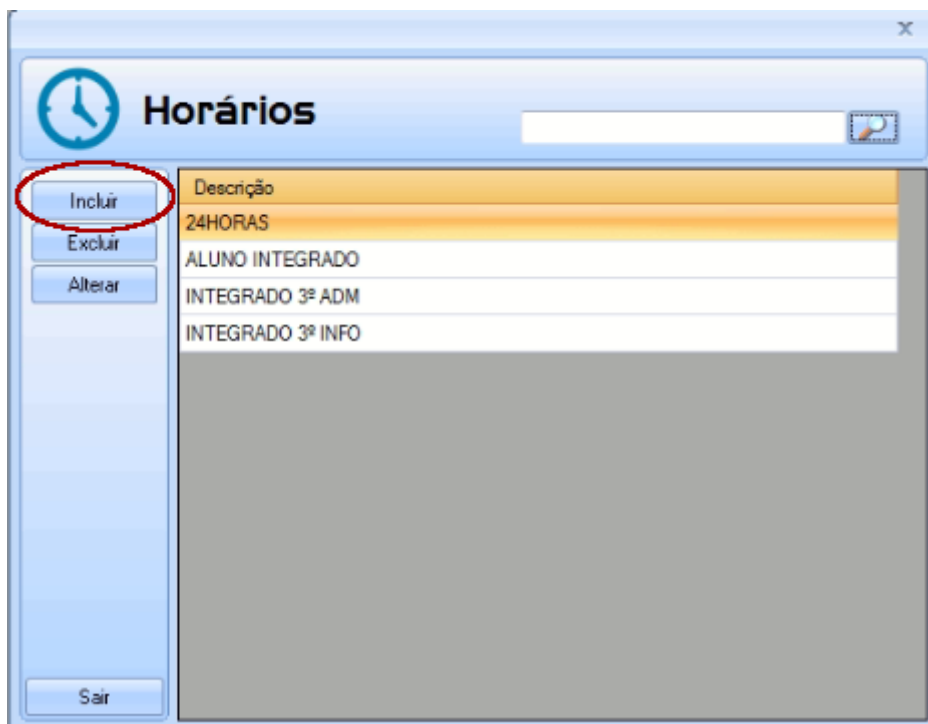 x
Horários
Incluir
Excluir
Alterar
Descrição
24HORAS
ALUNO INTEGRADO
INTEGRADO 3º ADM
INTEGRADO 3º INFO
Sair